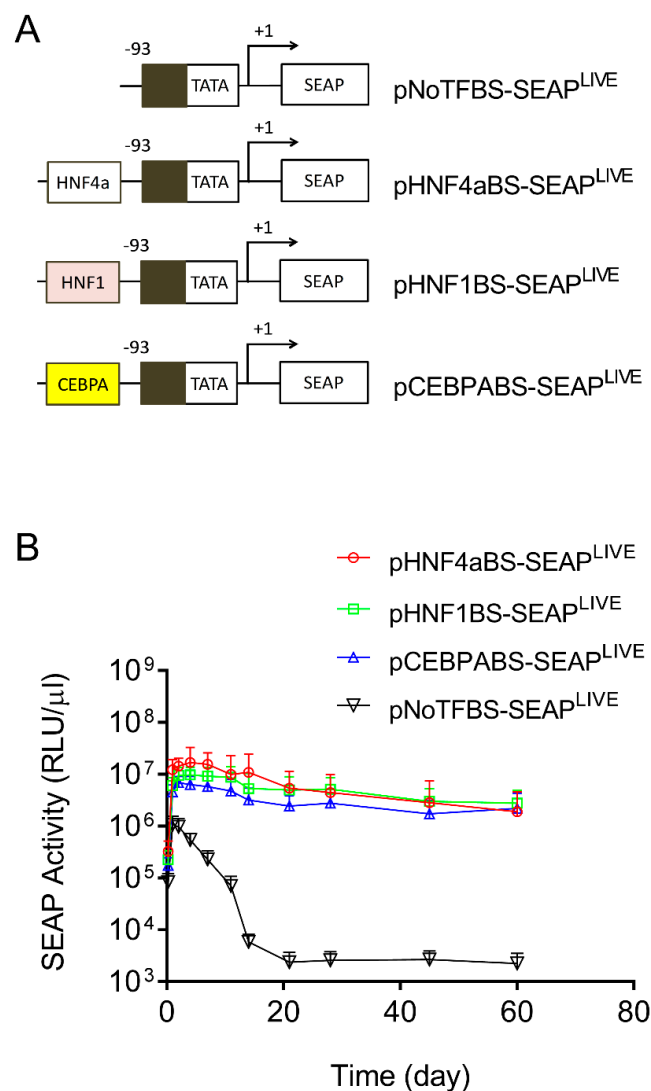 A
-93 +1
TATA SEAP pNoTFBS-SEAPLIVE
-93 +1
HNF4a TATA SEAP pHNF4aBS-SEAPLIVE
-93 +1
HNF1 TATA SEAP pHNF1BS-SEAPLIVE
-93 +1
CEBPA TATA SEAP pCEBPABS-SEAPLIVE
B
pHNF4aBS-SEAPLIVE
pHNF1BS-SEAPLIVE
pCEBPABS-SEAPLIVE
pNoTFBS-SEAPLIVE
SEAP Activity (RLU/µl)
10⁹
10⁸
10⁷
10⁶
10⁵
10⁴
10³
0 20 40 60 80
Time (day)